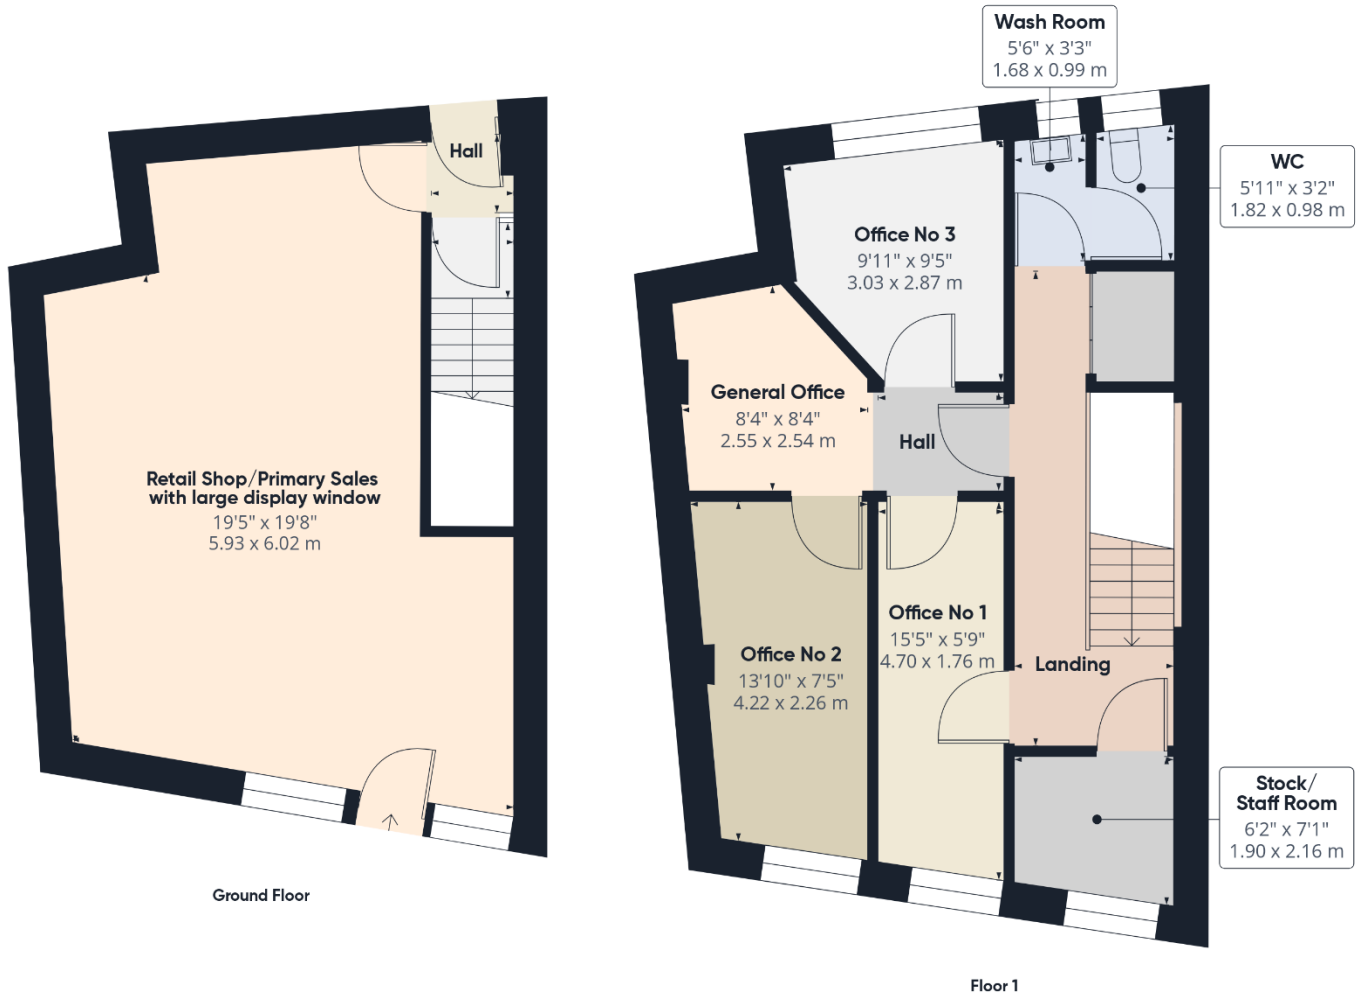 Wash Room
5'6" x 3'3"
1.68 x 0.99 m
Hall
WC
5'11" x 3'2"
1.82 x 0.98 m
Office No 3
9'11" x 9'5"
3.03 x 2.87 m
General Office
8'4" x 8'4"
2.55 x 2.54 m
Hall
Retail Shop/Primary Sales
with large display window
19'5" x 19'8"
5.93 x 6.02 m
Office No 1
15'5" x 5'9"
4.70 x 1.76 m
Office No 2
13'10" x 7'5"
4.22 x 2.26 m
Landing
Stock/
Staff Room
6'2" x 7'1"
1.90 x 2.16 m
Ground Floor
Floor 1